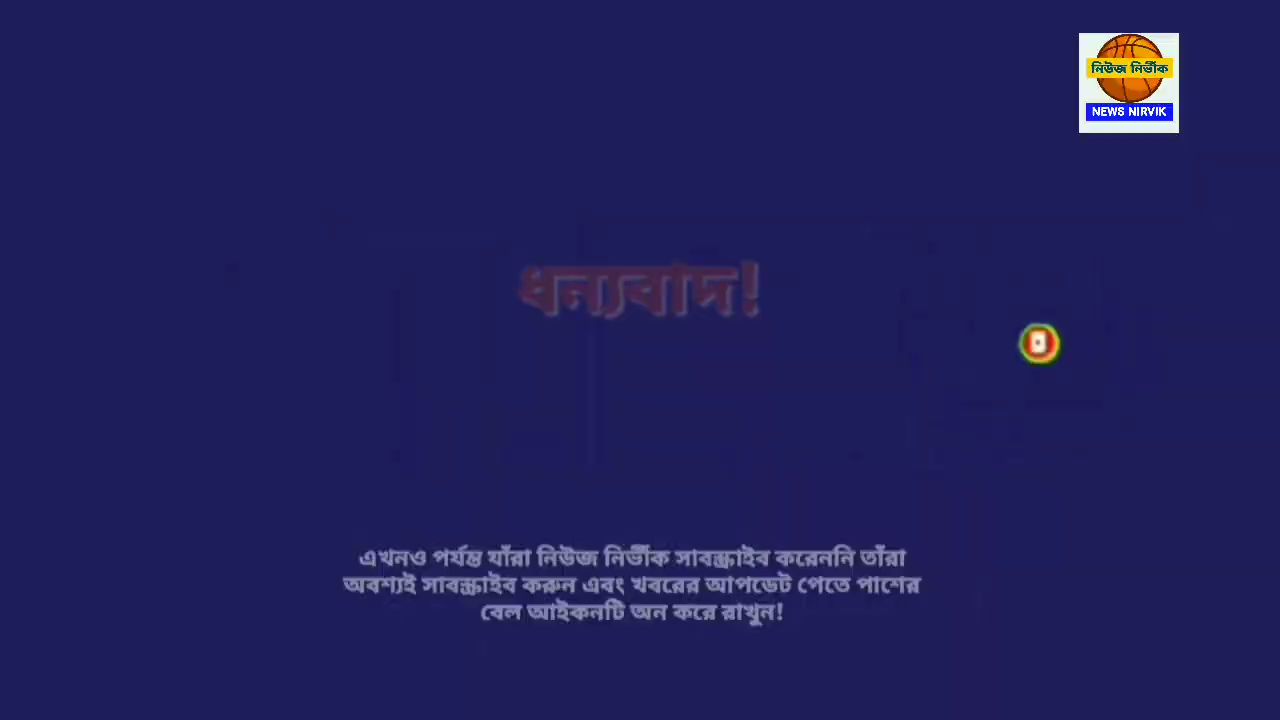 নিউজ নির্ভীক
NEWS NIRVIK
ধন্যবাদ!
এখনও পর্যন্ত যাঁরা নিউজ নির্ভীক সাবস্ক্রাইব করেননি তাঁরা
অবশ্যই সাবস্ক্রাইব করুন এবং খবরের আপডেট পেতে পাশের
বেল আইকনটি অন করে রাখুন!